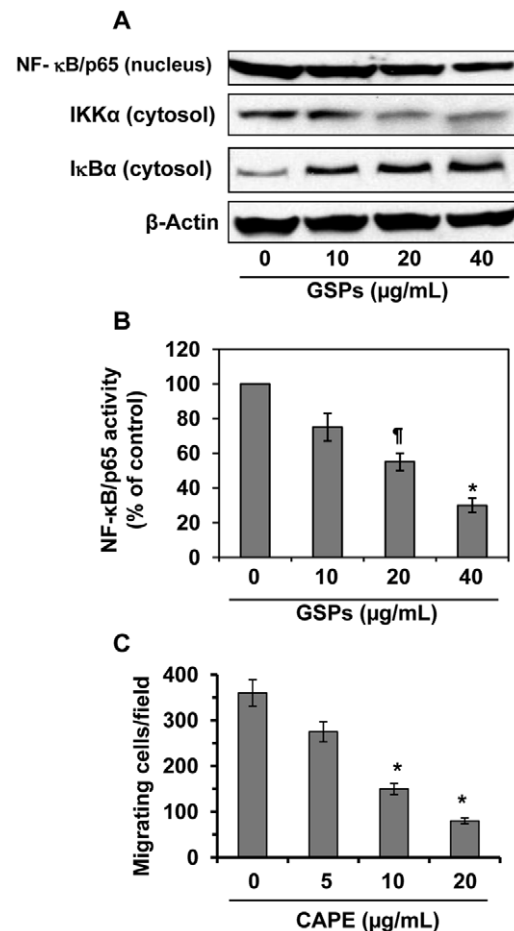 A
NF- κB/p65 (nucleus)
IKKα (cytosol)
IκBα (cytosol)
β-Actin
0 10 20 40
GSPs (µg/mL)
B
NF-κB/p65 activity
(% of control)
120
100
80
60
40
20
0
¶
*
0 10 20 40
GSPs (µg/mL)
C
Migrating cells/field
400
300
200
100
0
*
*
0 5 10 20
CAPE (µg/mL)